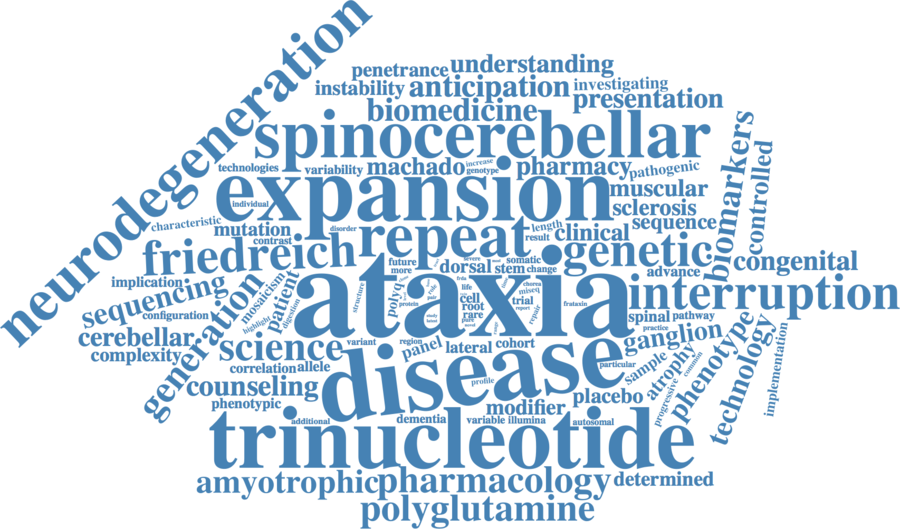 neurodegeneration
penetrance
understanding
instability
anticipation
investigating
biomedicine
presentation
spinocerebellar
technologies
variability
machado
increase
genotype
pharmacy
pathogenic
biomarkers
controlled
expansion
individual
muscular
sclerosis
characteristic
mutation
contrast
disorder
repeat
length
result
clinical
sequence
friedreich
genetic
congenital
implication
sequencing
configuration
generation
mosaicism
highlight
digestion
patient
structure
future
more
polyq
protein
dorsal
severe
stem
somatic
change
ataxia
frda
life
cell
root
rare
pure
chorea
miseq
trial
repair
frataxin
advance
interruption
spinal
pathway
practice
ganglion
cerebellar
complexity
science
variant
region
panel
lateral
cohort
correlation
allele
disease
profile
particular
sample
atrophy
progressive
common
phenotype
technology
implementation
counseling
phenotypic
additional
dementia
modifier
variable
illumina
autosomal
placebo
trinucleotide
amyotrophic
pharmacology
determined
polyglutamine